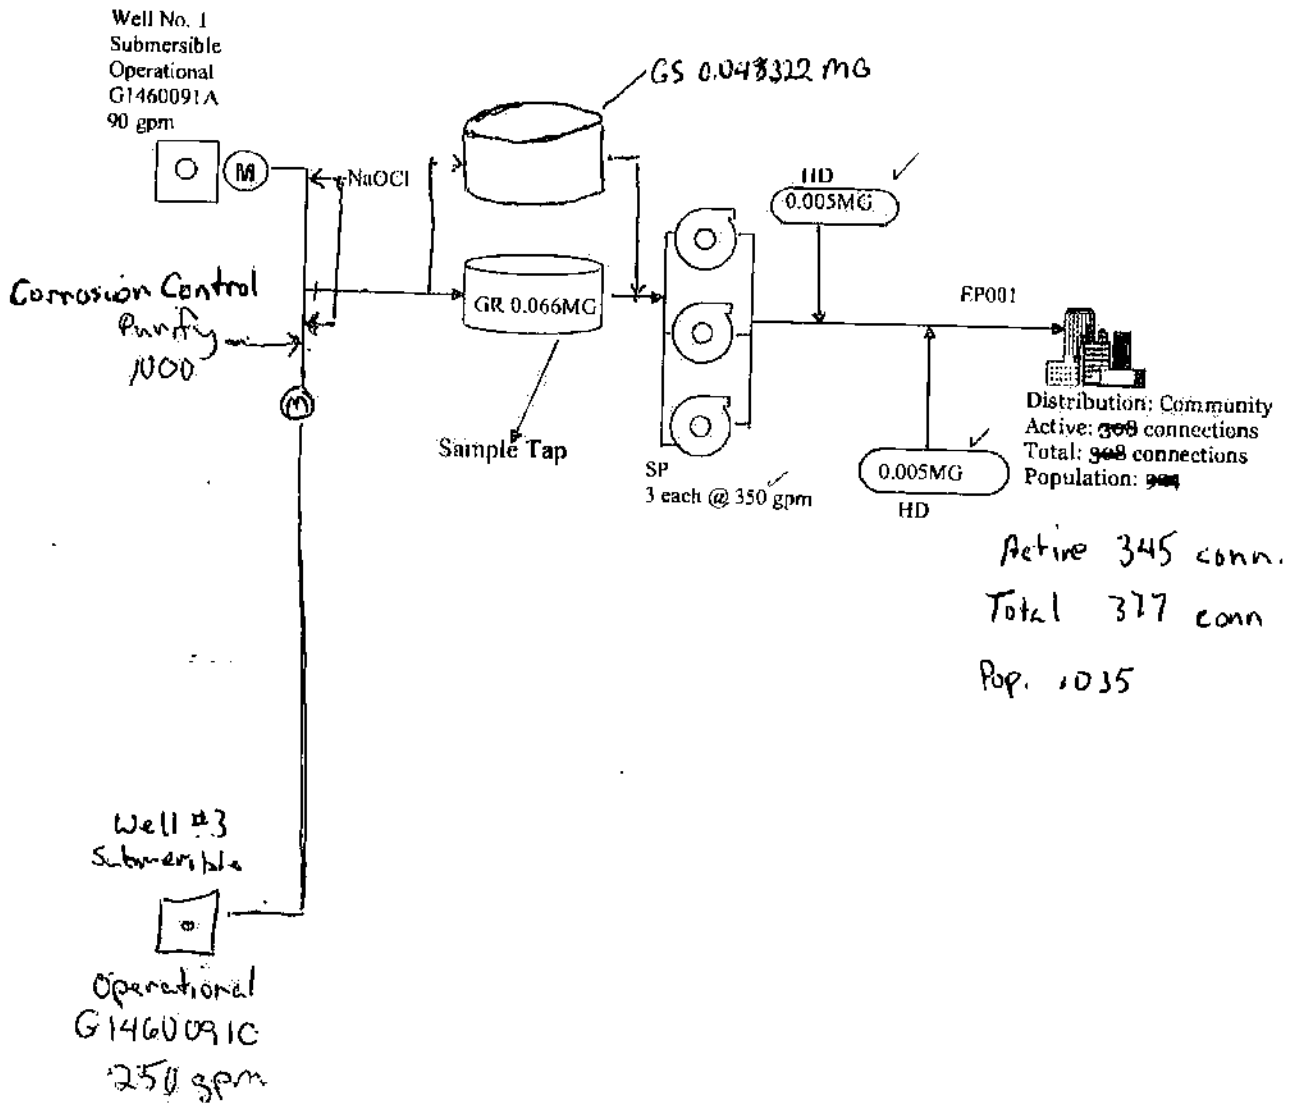 Well No. 1
Submersible
Operational
G1460091A
90 gpm
M
NaOCl
GS 0.048322 MG
HD
0.005MG
Corrosion Control
GR 0.066MG
EP001
M
Sample Tap
SP
3 each @ 350 gpm
0.005MG
HD
Distribution: Community
Active: connections
Total: connections
Population:
Active 345 conn.
Total 377 conn
Pop. 1035
Well #3
Submersible
Operational
G1460091C
250 gpm